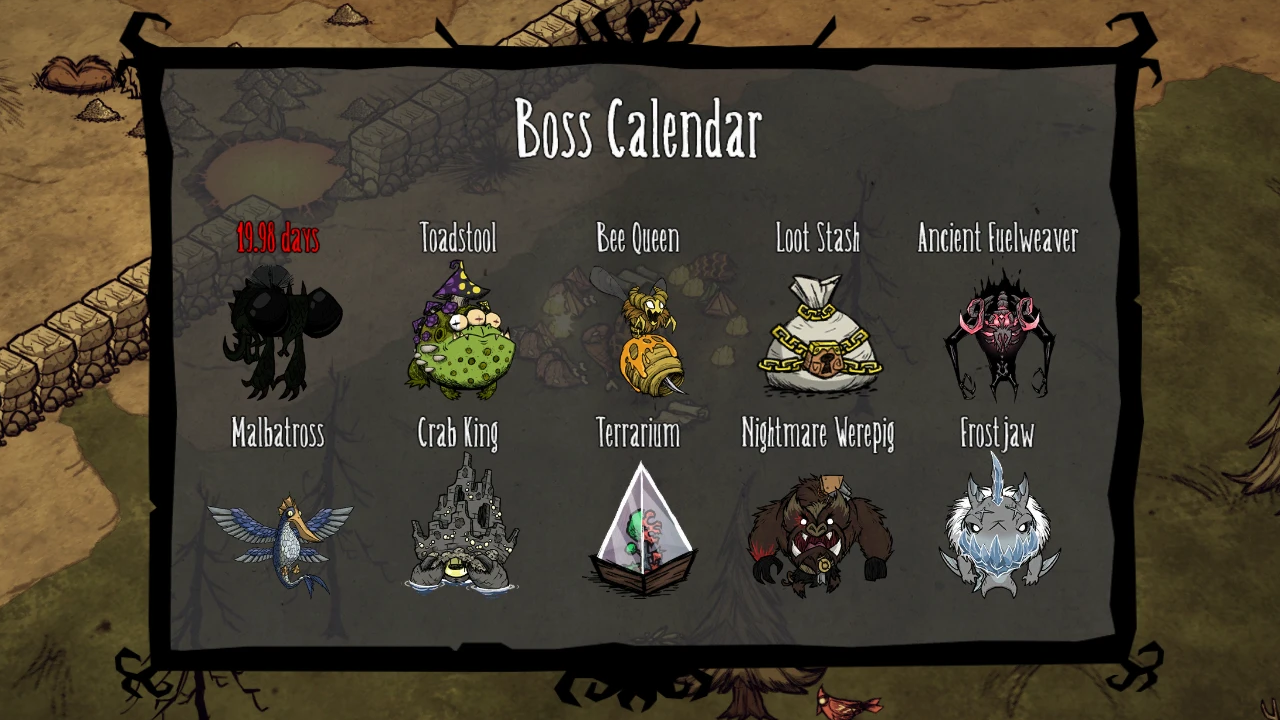 Boss Calendar
19.98 days
Toadstool
Bee Queen
Loot Stash
Ancient Fuelweaver
Malbatross
Crab King
Terrarium
Nightmare Werepig
Frostjaw